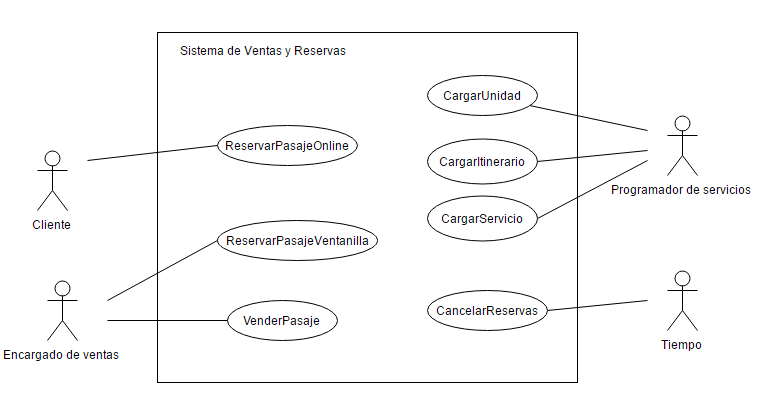 Sistema de Ventas y Reservas
CargarUnidad
ReservarPasajeOnline
CargarItinerario
Programador de servicios
Cliente
CargarServicio
ReservarPasajeVentanilla
CancelarReservas
VenderPasaje
Encargado de ventas
Tiempo